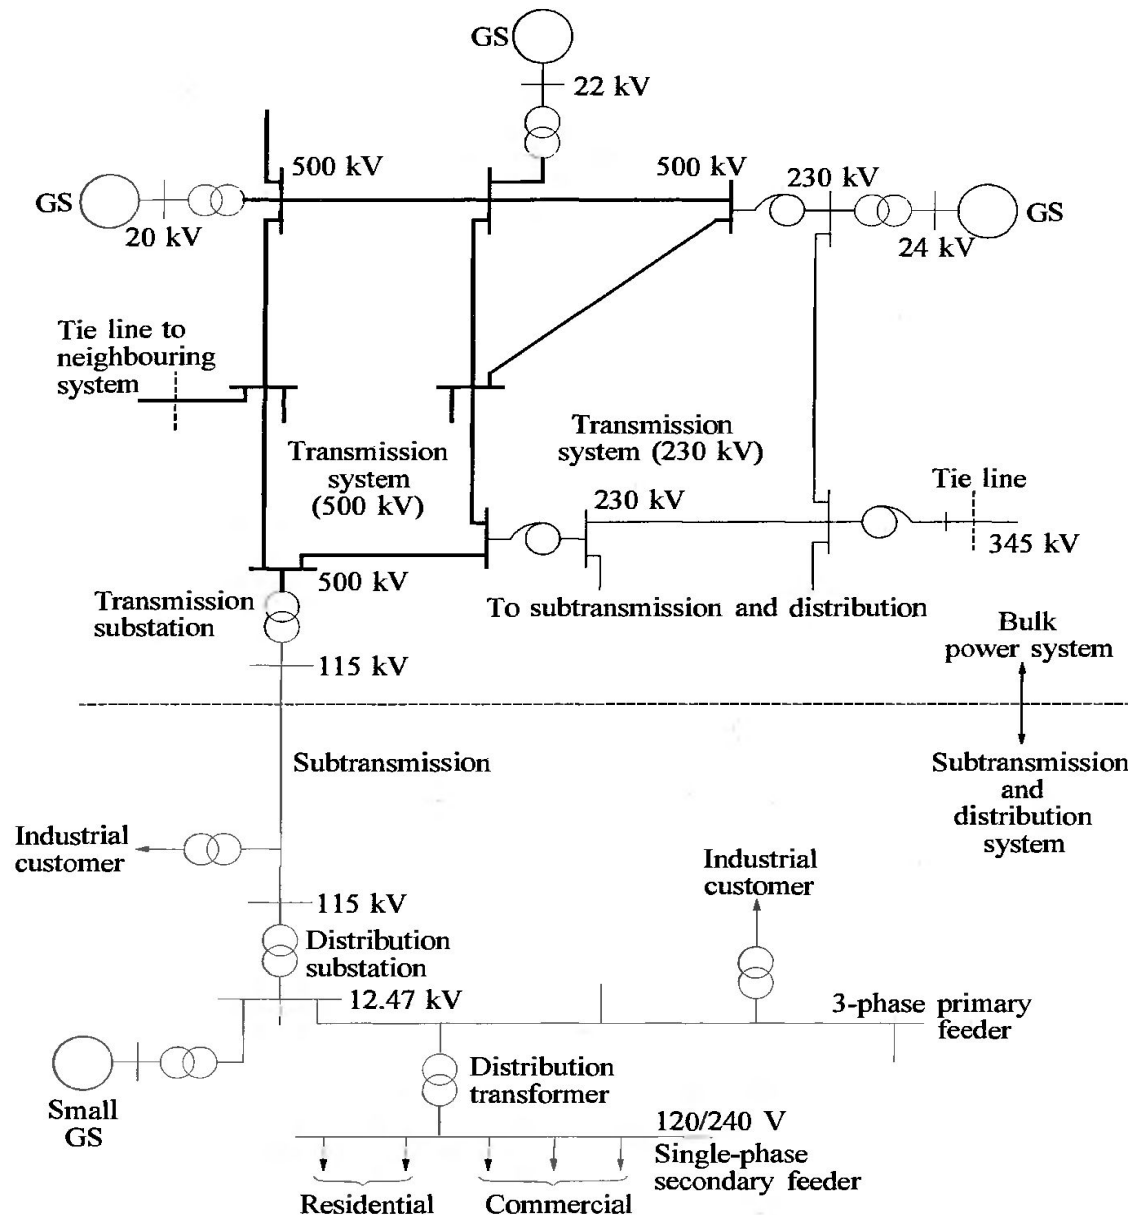 GS
22 kV
500 kV
500 kV
230 kV
GS
20 kV
24 kV
GS
Tie line to
neighbouring
system
Transmission
system
(500 kV)
Transmission
system (230 kV)
Tie line
230 kV
345 kV
500 kV
Transmission
substation
To subtransmission and distribution
Bulk
power system
115 kV
Subtransmission
Subtransmission
and
distribution
system
Industrial
customer
Industrial
customer
115 kV
Distribution
substation
12.47 kV
3-phase primary
feeder
Small
GS
Distribution
transformer
120/240 V
Single-phase
secondary feeder
Residential
Commercial